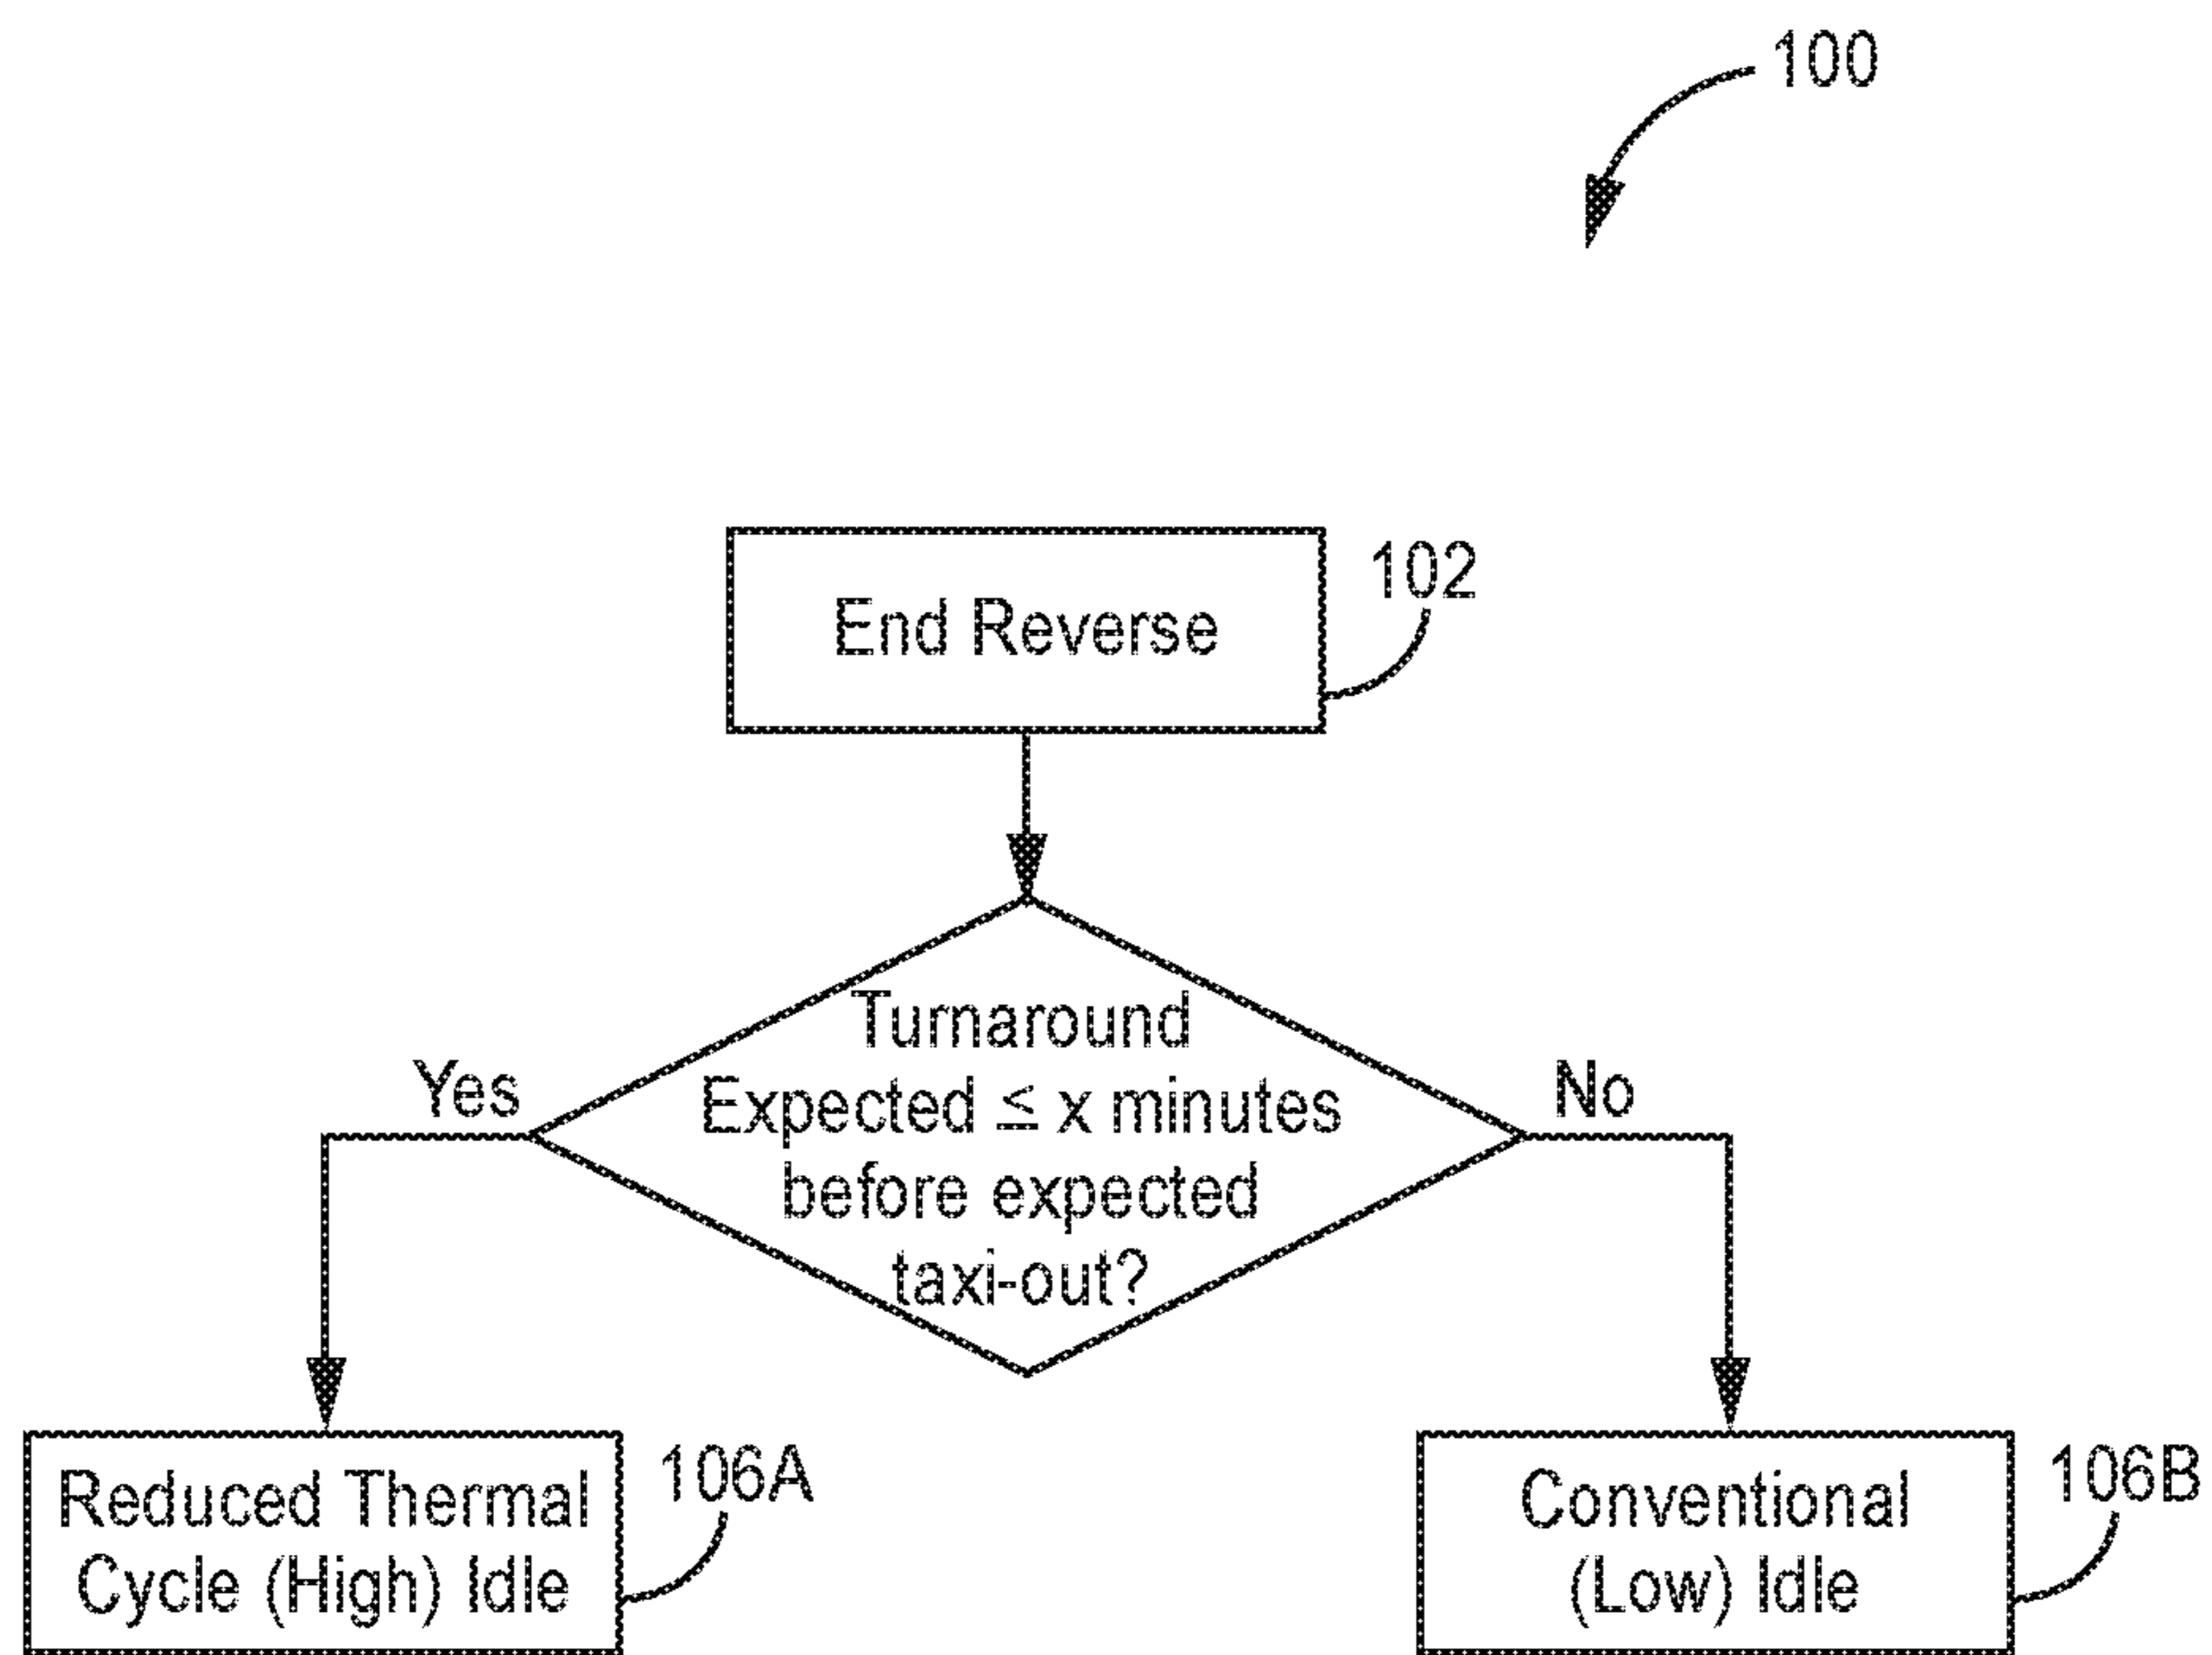 100
End Reverse
102
Turnaround
Expected ≤ x minutes
before expected
taxi-out?
Yes
No
Reduced Thermal
Cycle (High) Idle
106A
Conventional
(Low) Idle
106B